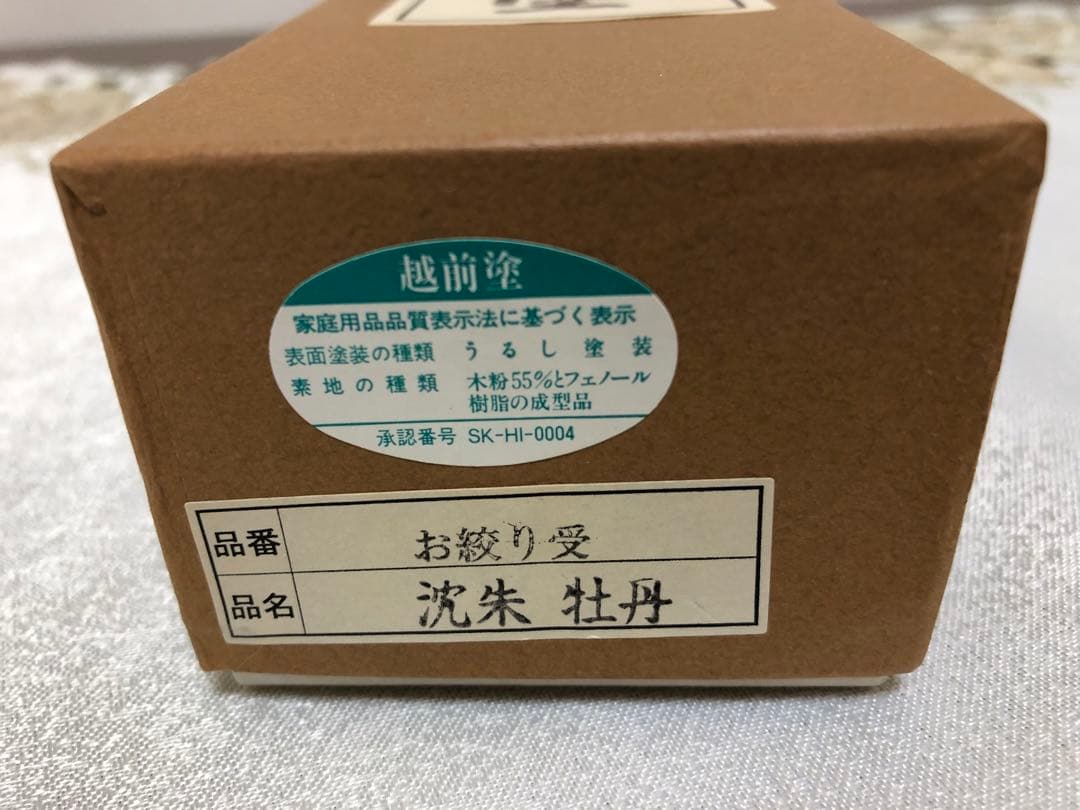 越前塗
家庭用品品質表示法に基づく表示
表面塗装の種類 うるし塗装
素地の種類 木粉55%とフェノール
樹脂の成型品
承認番号 SK-HI-0004
品番 お絞り受
品名 沈朱 牡丹